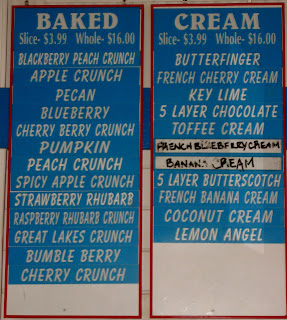 BAKED
Slice- $3.99 Whole- $16.00
BLACKBERRY PEACH CRUNCH
APPLE CRUNCH
PECAN
BLUEBERRY
CHERRY BERRY CRUNCH
PUMPKIN
PEACH CRUNCH
SPICY APPLE CRUNCH
STRAWBERRY RHUBARB
RASPBERRY RHUBARB CRUNCH
GREAT LAKES CRUNCH
BUMBLE BERRY
CHERRY CRUNCH
CREAM
Slice- $3.99 Whole- $16.00
BUTTERFINGER
FRENCH CHERRY CREAM
KEY LIME
5 LAYER CHOCOLATE
TOFFEE CREAM
FRENCH BLUEBERRY CREAM
BANANA CREAM
5 LAYER BUTTERSCOTCH
FRENCH BANANA CREAM
COCONUT CREAM
LEMON ANGEL